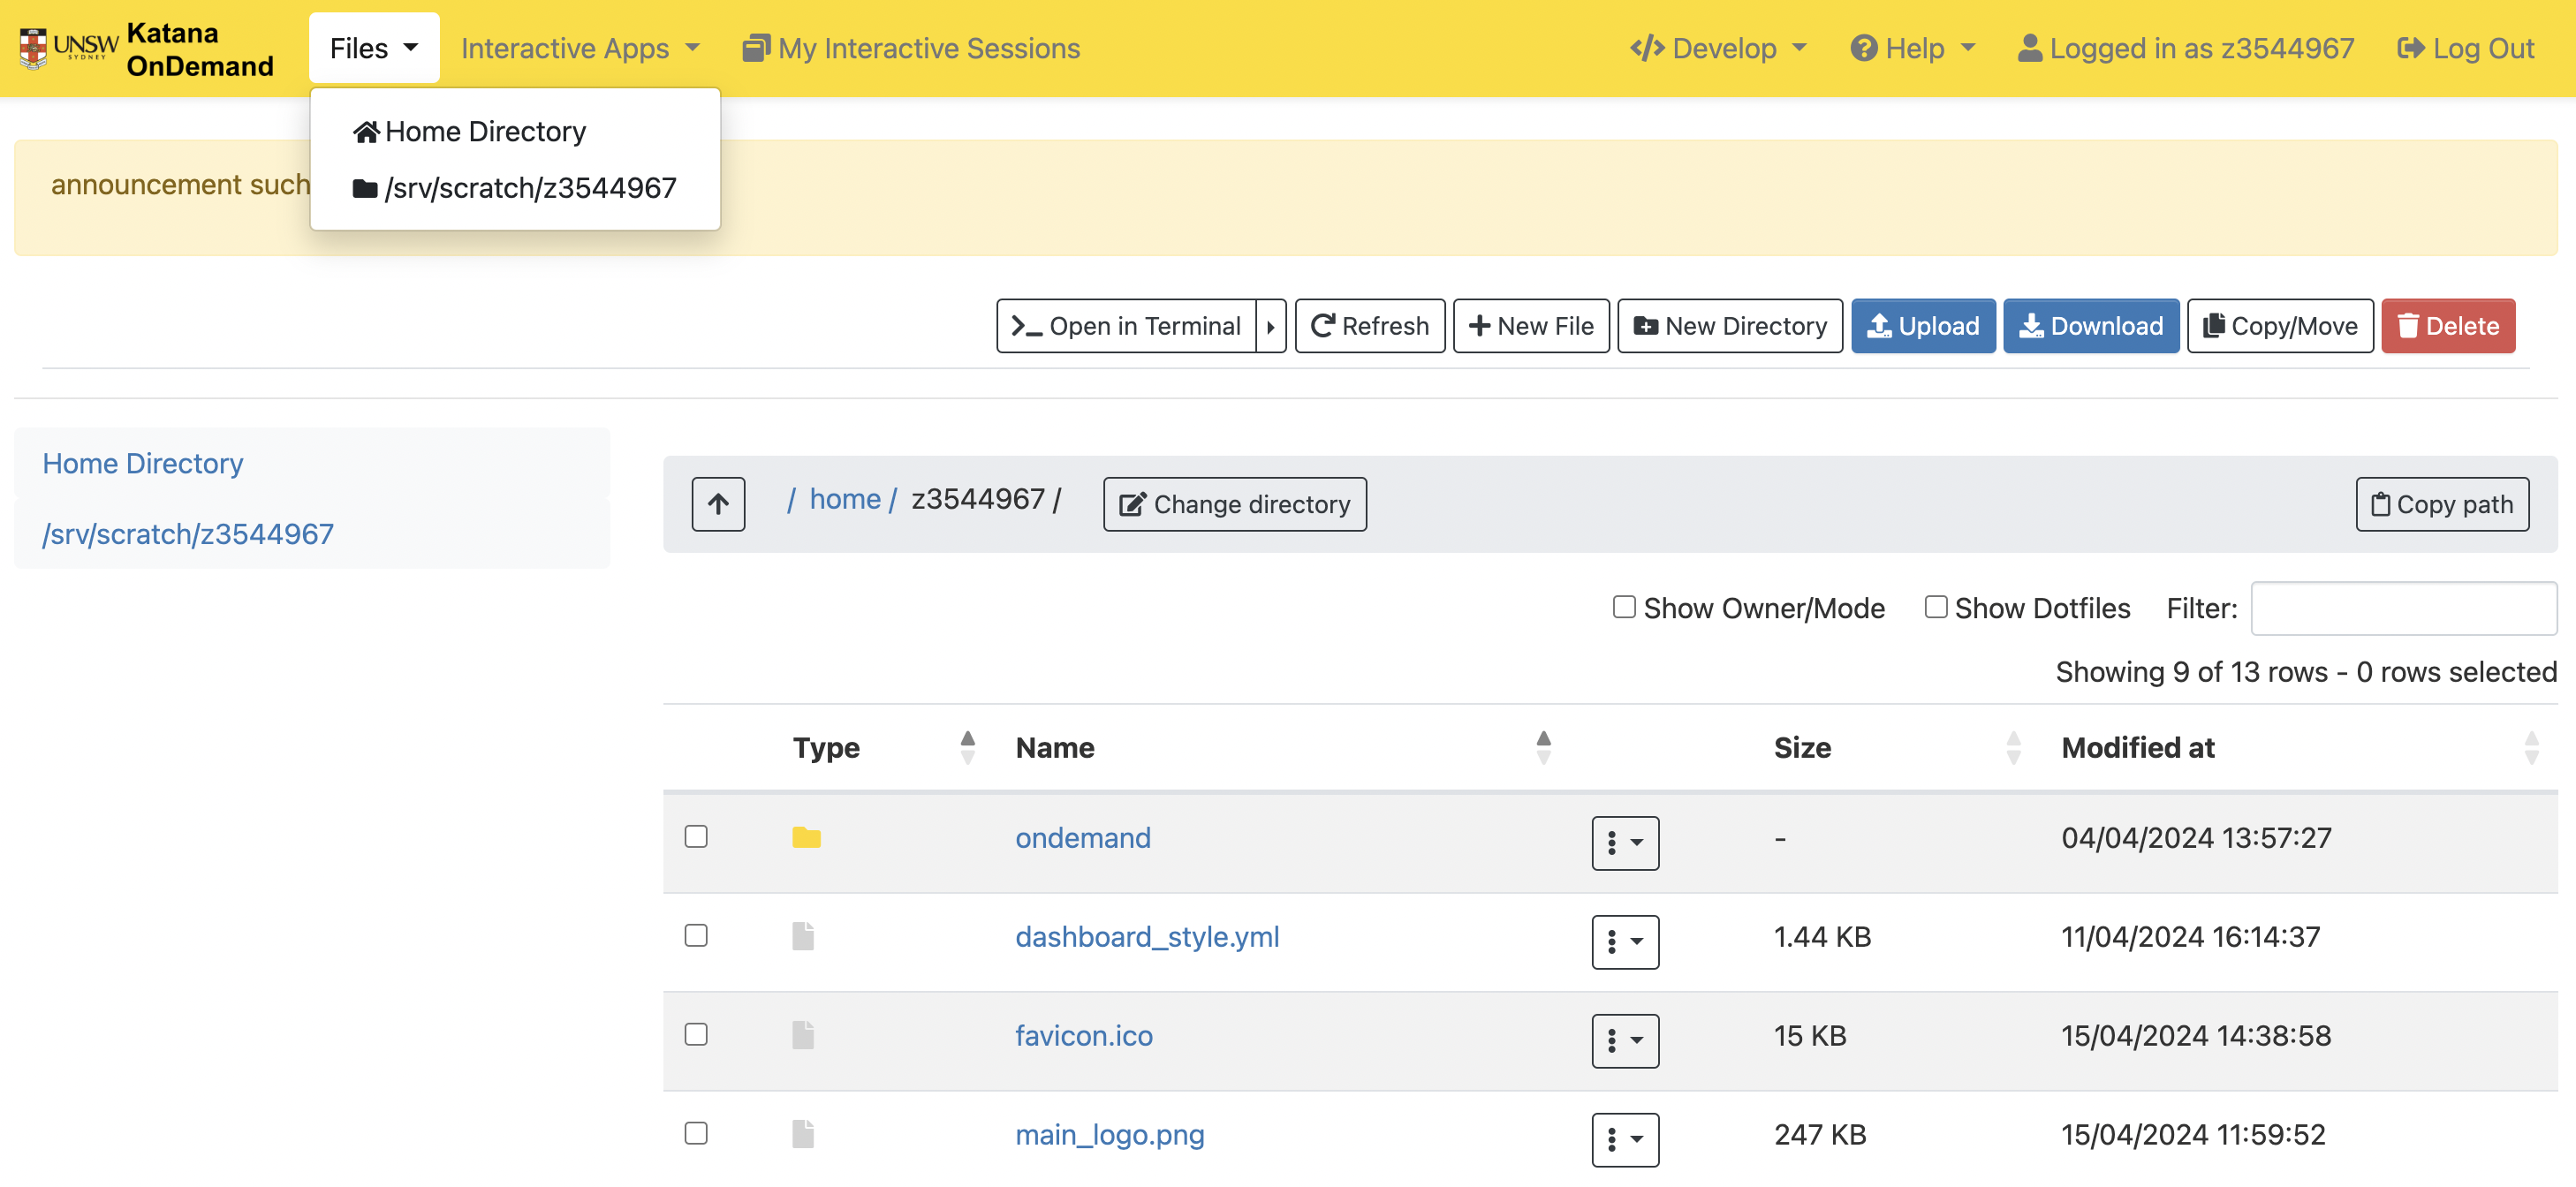 UNSW SYDNEY Katana OnDemand Files Interactive Apps My Interactive Sessions Develop Help Logged in as z3544967 Log Out
Home Directory
/srv/scratch/z3544967
announcement such
Open in Terminal Refresh New File New Directory Upload Download Copy/Move Delete
Home Directory
/srv/scratch/z3544967
/ home / z3544967 / Change directory Copy path
Show Owner/Mode Show Dotfiles Filter:
Showing 9 of 13 rows - 0 rows selected
Type Name Size Modified at
ondemand - 04/04/2024 13:57:27
dashboard_style.yml 1.44 KB 11/04/2024 16:14:37
favicon.ico 15 KB 15/04/2024 14:38:58
main_logo.png 247 KB 15/04/2024 11:59:52